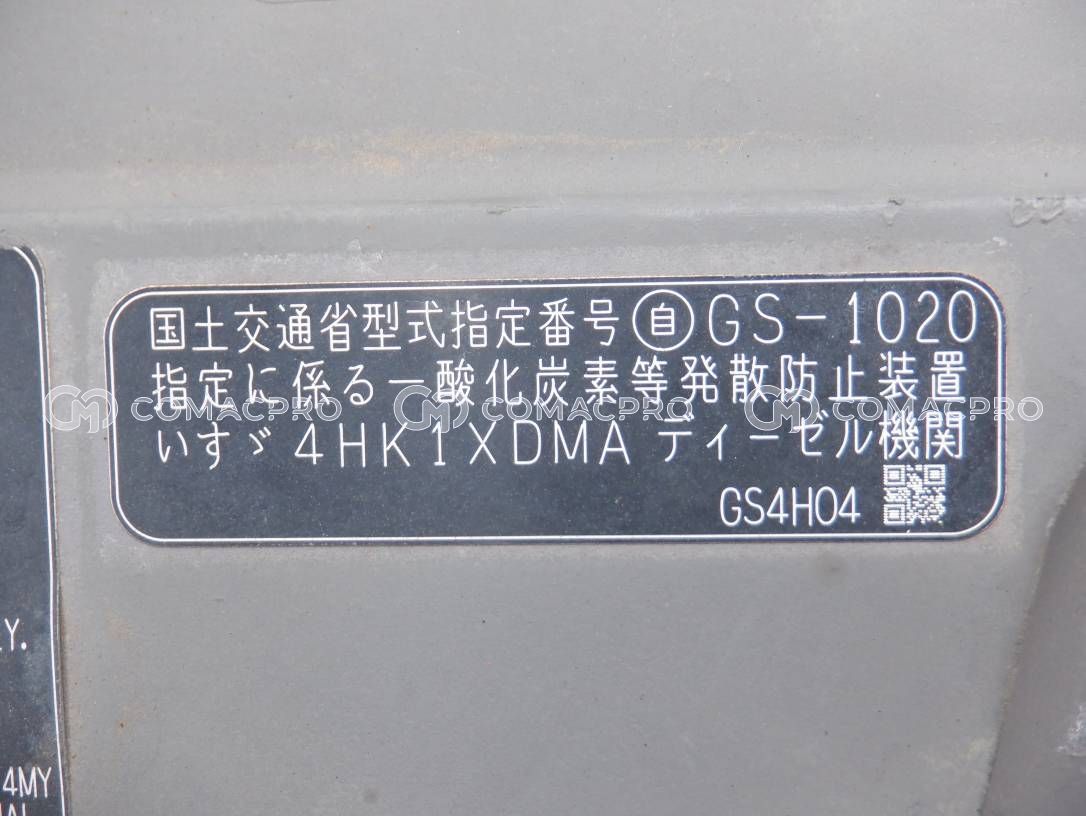 国土交通省型式指定番号 自 GS-1020
指定に係る一酸化炭素等発散防止装置
COMACPRO COMACPRO COMACPRO
いすゞ 4HK1XDMA ディーゼル機関
GS4H04
Y.
4MY